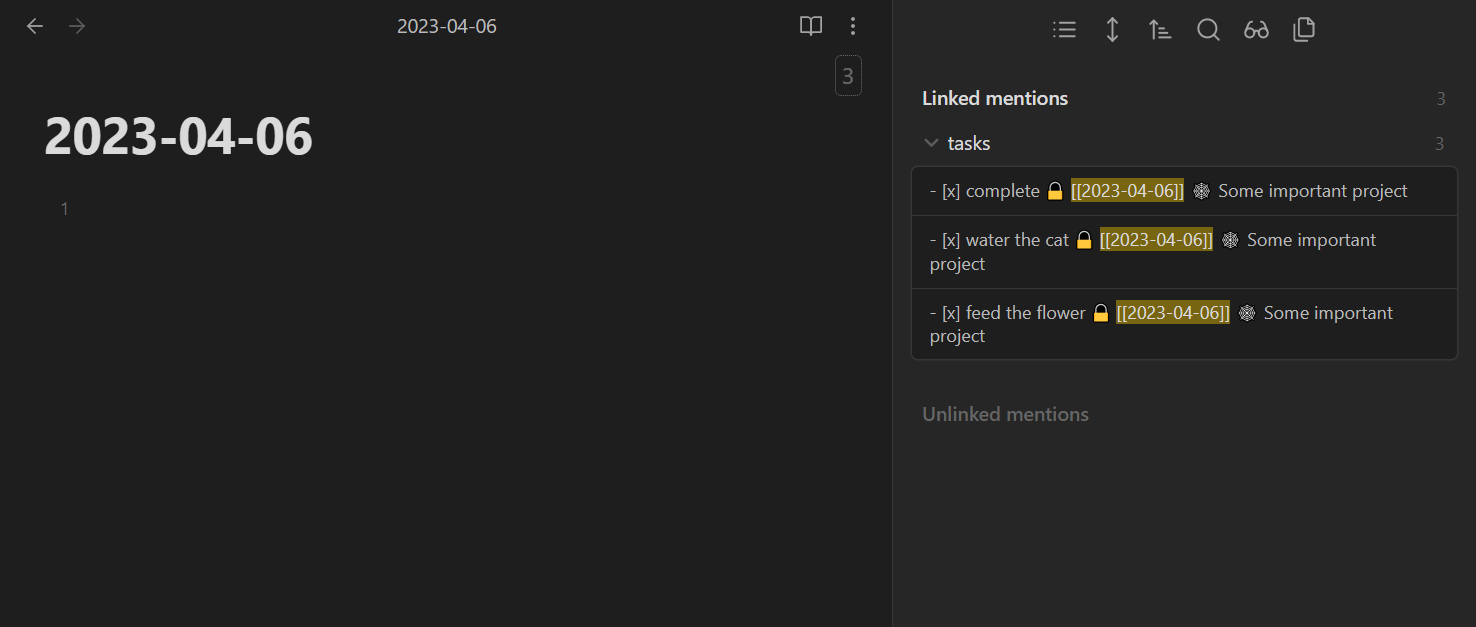 2023-04-06
3
2023-04-06
1
Linked mentions 3
tasks 3
- [x] complete 🔒 [[2023-04-06]] 🕸 Some important project
- [x] water the cat 🔒 [[2023-04-06]] 🕸 Some important
project
- [x] feed the flower 🔒 [[2023-04-06]] 🕸 Some important
project
Unlinked mentions